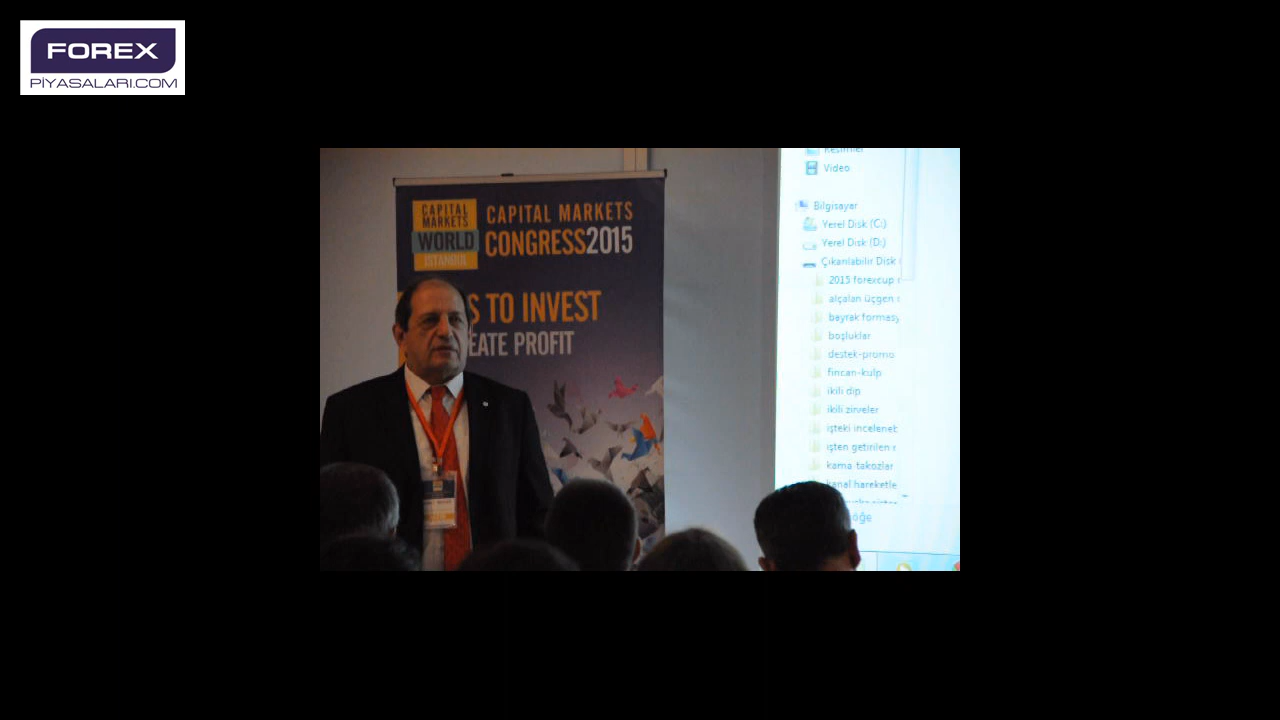 FOREX
PİYASALARI.COM
CAPITAL
MARKETS
WORLD
ISTANBUL
CAPITAL MARKETS
CONGRESS2015
TO INVEST
PROFIT
Resimler
Video
Bilgisayar
Yerel Disk (C:)
Yerel Disk (D:)
Çıkarılabilir Disk
2015 forexcup
alçalan üçgen
bayrak formasy
boşluklar
destek-promo
fincan-kulp
ikili dip
ikili zirveler
işteki inceleneb
işten getirilen
kama-takozlar
kanal hareketle
öğe